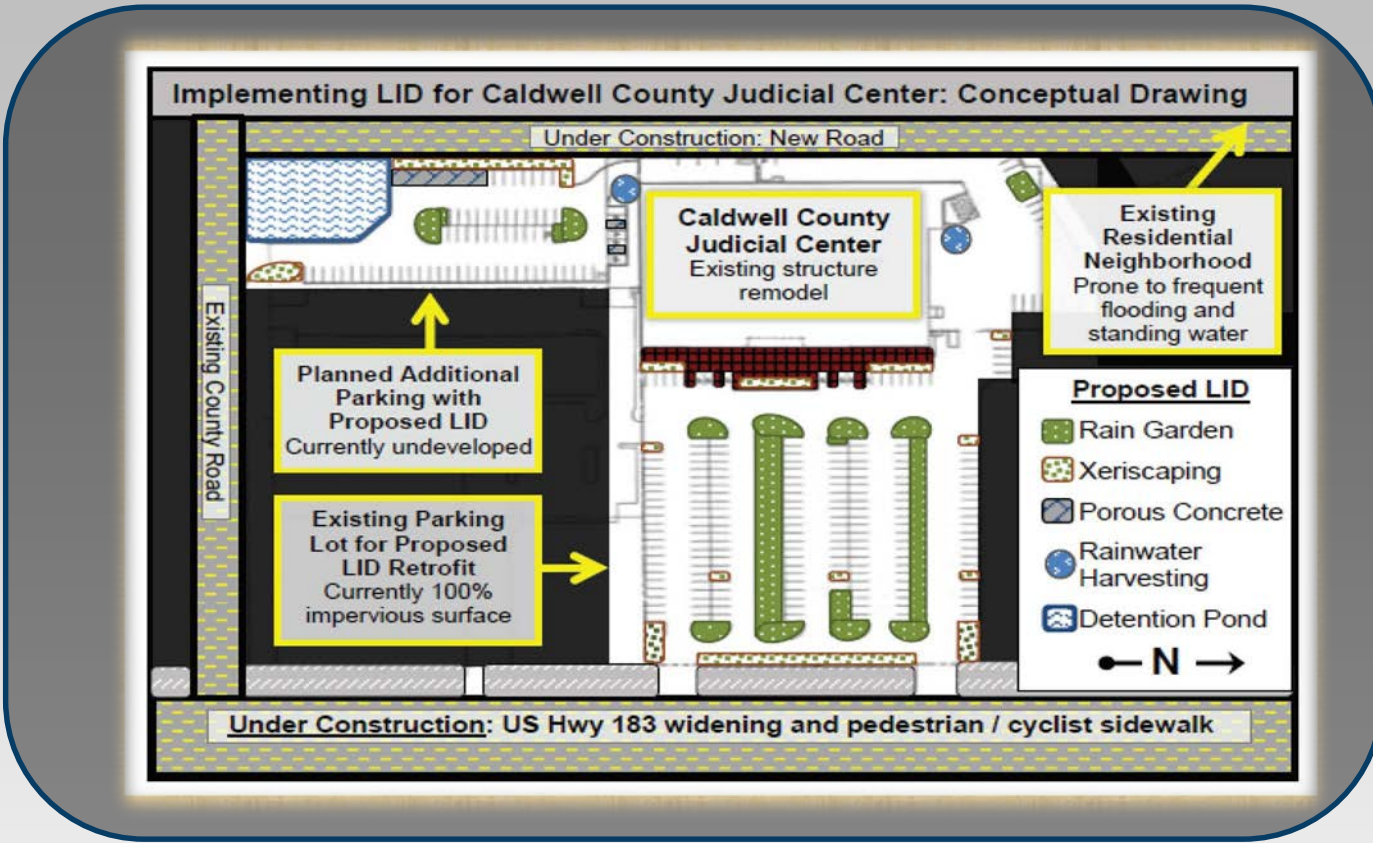 Implementing LID for Caldwell County Judicial Center: Conceptual Drawing
Under Construction: New Road
Caldwell County
Judicial Center
Existing structure
remodel
Existing
Residential
Neighborhood
Prone to frequent
flooding and
standing water
Existing County Road
Planned Additional
Parking with
Proposed LID
Currently undeveloped
Existing Parking
Lot for Proposed
LID Retrofit
Currently 100%
impervious surface
Proposed LID
Rain Garden
Xeriscaping
Porous Concrete
Rainwater
Harvesting
Detention Pond
N
Under Construction: US Hwy 183 widening and pedestrian / cyclist sidewalk